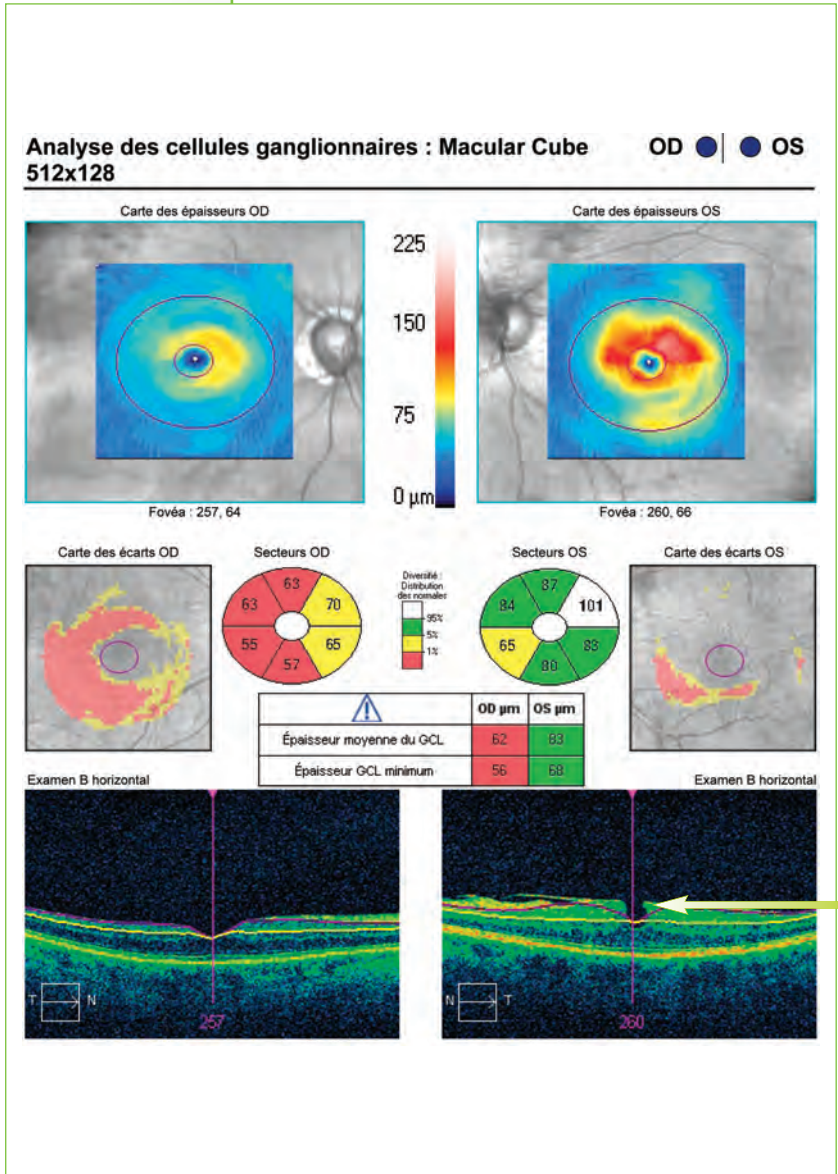 Analyse des cellules ganglionnaires : Macular Cube 512x128
OD OS
Carte des épaisseurs OD
Carte des épaisseurs OS
225
150
75
0 µm
Fovéa : 257, 64
Fovéa : 260, 66
Carte des écarts OD
Secteurs OD
Secteurs OS
Carte des écarts OS
63
63
70
55
65
57
Diversifié :
Distribution
des normales
95%
5%
1%
87
84
101
65
83
80
OD µm OS µm
Épaisseur moyenne du GCL 62 83
Épaisseur GCL minimum 56 68
Examen B horizontal
Examen B horizontal
T N
257
N T
260